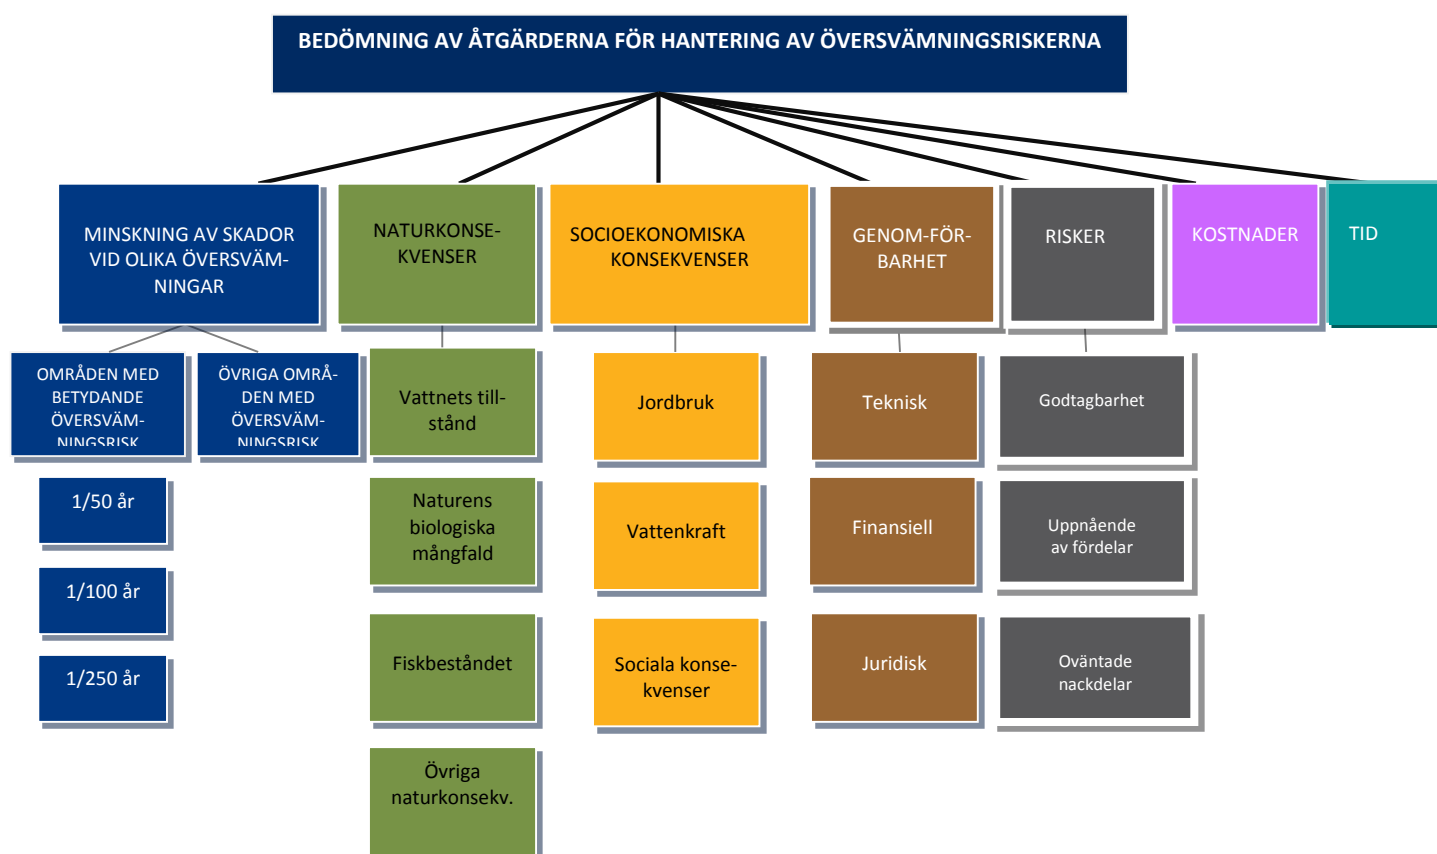 BEDÖMNING AV ÅTGÄRDERNA FÖR HANTERING AV ÖVERSVÄMNINGSRISKERNA
MINSKNING AV SKADOR
VID OLIKA ÖVERSVÄM-
NINGAR
NATURKONSE-
KVENSER
SOCIOEKONOMISKA
KONSEKVENSER
GENOM-FÖR-
BARHET
RISKER
KOSTNADER
TID
OMRÅDEN MED
BETYDANDE
ÖVERSVÄM-
NINGSRISK
ÖVRIGA OMRÅ-
DEN MED
ÖVERSVÄM-
NINGSRISK
1/50 år
1/100 år
1/250 år
Vattnets till-
stånd
Naturens
biologiska
mångfald
Fiskbeståndet
Övriga
naturkonsekv.
Jordbruk
Vattenkraft
Sociala konse-
kvenser
Teknisk
Finansiell
Juridisk
Godtagbarhet
Uppnående
av fördelar
Oväntade
nackdelar